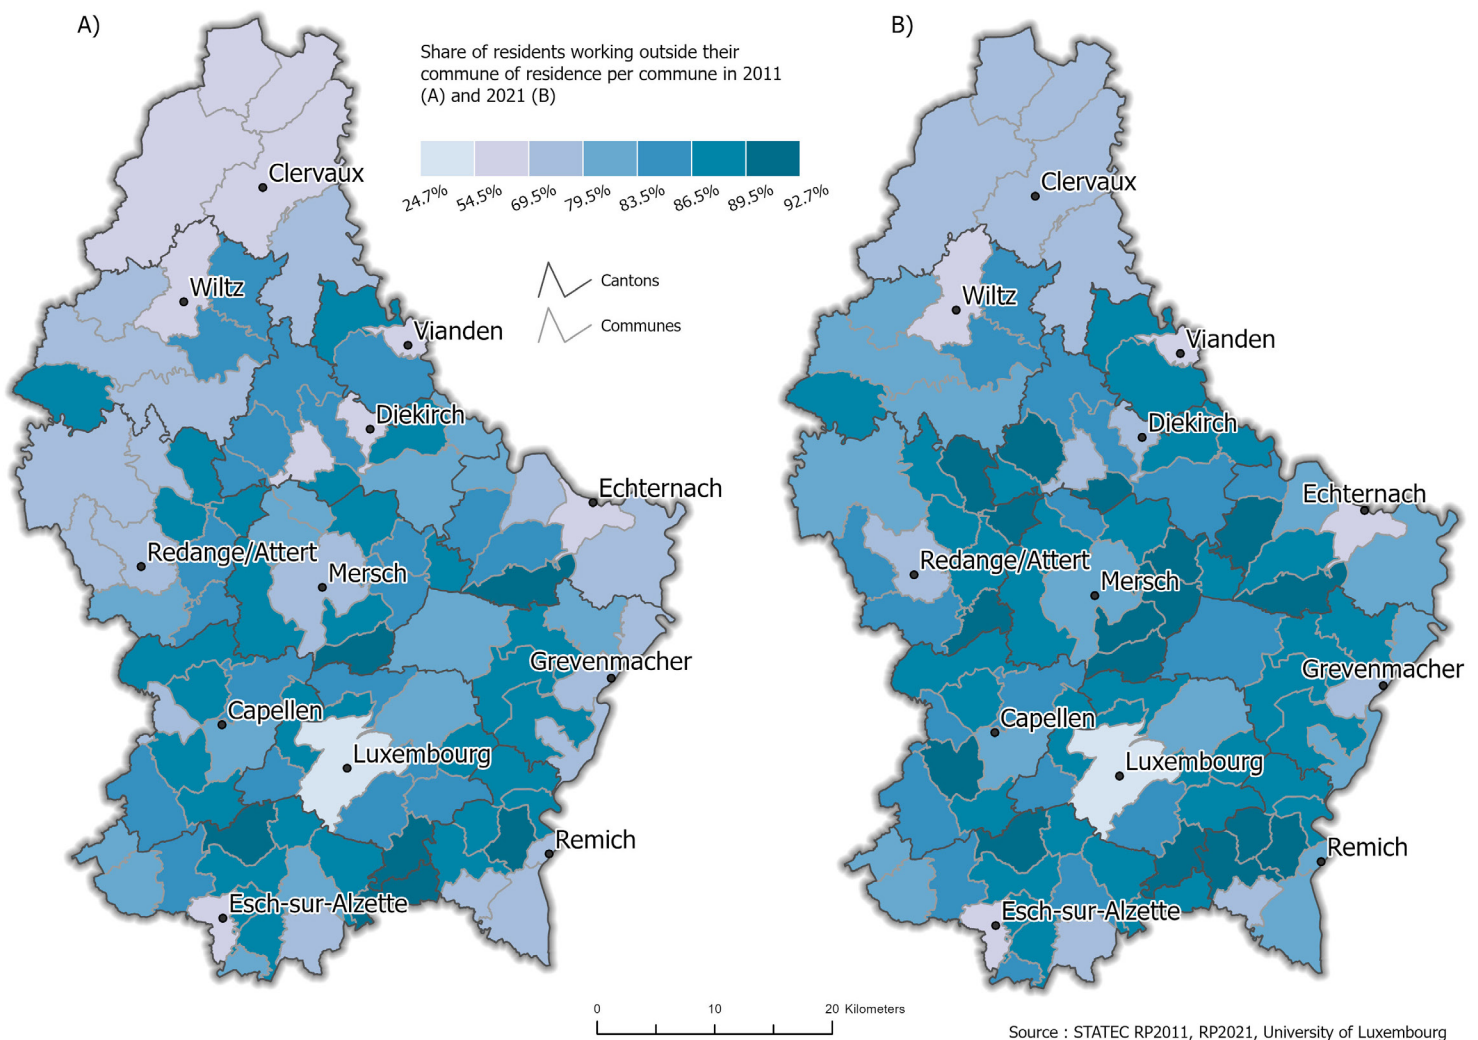 A)
B)
Share of residents working outside their
commune of residence per commune in 2011
(A) and 2021 (B)
24.7% 54.5% 69.5% 79.5% 83.5% 86.5% 89.5% 92.7%
Cantons
Communes
Clervaux
Wiltz
Vianden
Diekirch
Echternach
Redange/Attert
Mersch
Grevenmacher
Capellen
Luxembourg
Remich
Esch-sur-Alzette
Clervaux
Wiltz
Vianden
Diekirch
Echternach
Redange/Attert
Mersch
Grevenmacher
Capellen
Luxembourg
Remich
Esch-sur-Alzette
0 10 20 Kilometers
Source : STATEC RP2011, RP2021, University of Luxembourg